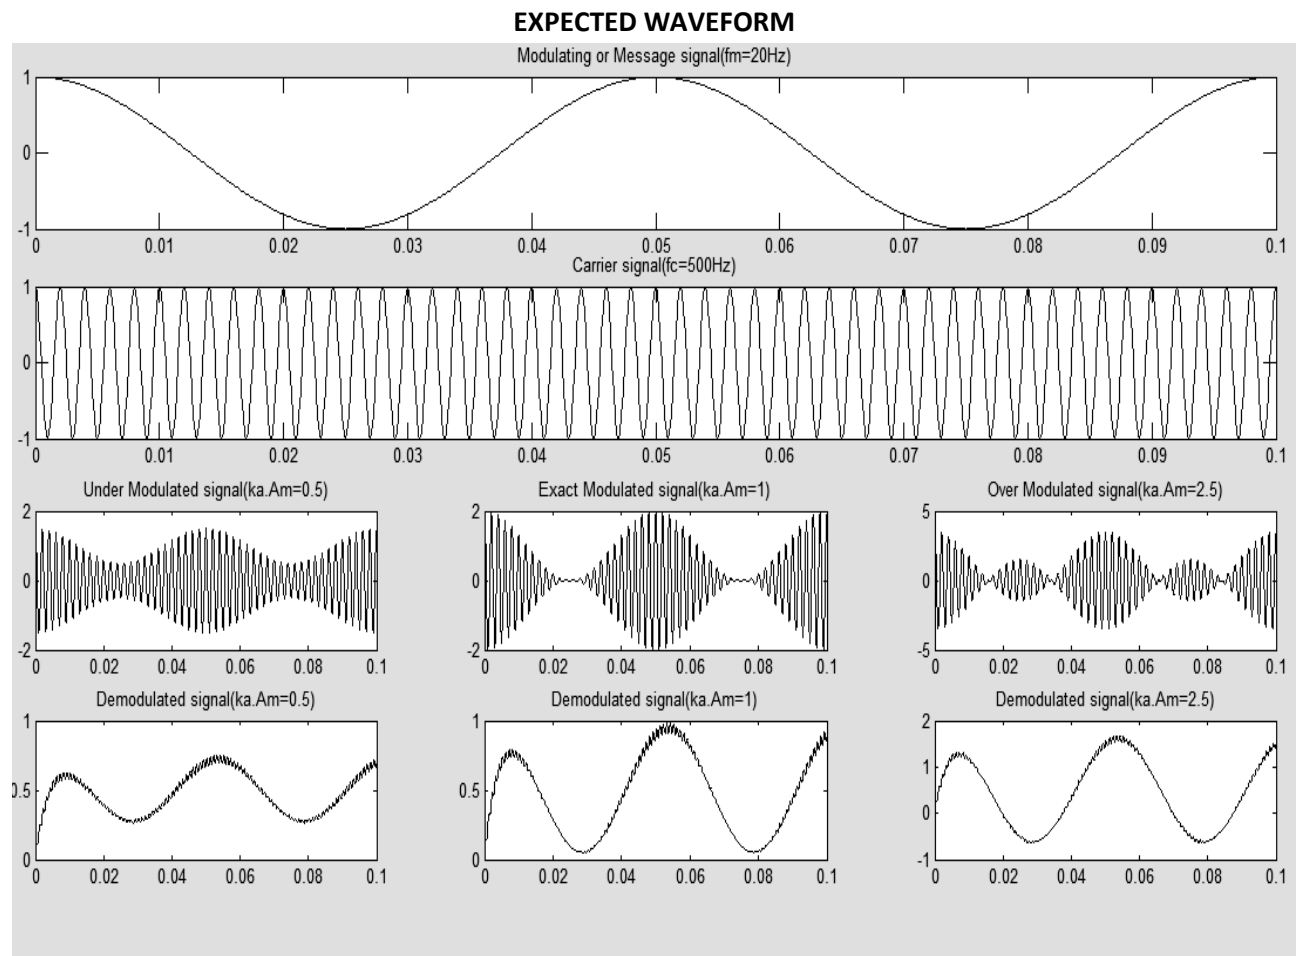 EXPECTED WAVEFORM
Modulating or Message signal(fm=20Hz)
1
0
-1
0 0.01 0.02 0.03 0.04 0.05 0.06 0.07 0.08 0.09 0.1
Carrier signal(fc=500Hz)
1
0
-1
0 0.01 0.02 0.03 0.04 0.05 0.06 0.07 0.08 0.09 0.1
Under Modulated signal(ka.Am=0.5)
2
0
-2
0 0.02 0.04 0.06 0.08 0.1
Exact Modulated signal(ka.Am=1)
2
0
-2
0 0.02 0.04 0.06 0.08 0.1
Over Modulated signal(ka.Am=2.5)
5
0
-5
0 0.02 0.04 0.06 0.08 0.1
Demodulated signal(ka.Am=0.5)
1
0.5
0
0 0.02 0.04 0.06 0.08 0.1
Demodulated signal(ka.Am=1)
1
0.5
0
0 0.02 0.04 0.06 0.08 0.1
Demodulated signal(ka.Am=2.5)
2
1
0
-1
0 0.02 0.04 0.06 0.08 0.1